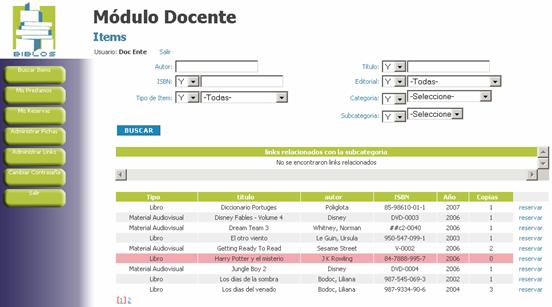 Módulo Docente
Items
BIBLOS
Usuario: Doc Ente Salir
Buscar Items
Mis Préstamos
Mis Reservas
Administrar Fichas
Administrar Links
Cambiar Contraseña
Salir
Autor: Y Título:
ISBN: Y Y Editorial: -Todas-
Tipo de Item: Y -Todas- Categoria: Y -Seleccione-
Subcategoria: Y -Seleccione-
BUSCAR
links relacionados con la subcategoria
No se encontraron links relacionados
Tipo titulo autor ISBN Año Copias
Libro Diccionario Portuges Poliglota 85-98610-01-1 2007 1 reservar
Material Audiovisual Disney Fables - Volume 4 Disney DVD-0003 2006 1 reservar
Material Audiovisual Dream Team 3 Whitney, Norman ##c2-0040 2006 1 reservar
Libro El otro viento Le Guin, Ursula 950-547-099-1 2003 1 reservar
Material Audiovisual Getting Ready To Read Sesame Street V-0002 2006 2 reservar
Libro Harry Potter y el misterio J K Rowling 84-7888-995-7 2006 0 reservar
Material Audiovisual Jungle Boy 2 Disney DVD-0004 2006 1 reservar
Libro Los dias de la sombra Bodoc, Liliana 987-545-069-3 2002 1 reservar
Libro Los dias del venado Bodoc, Liliana 987-9334-90-6 2004 3 reservar
[1] 2